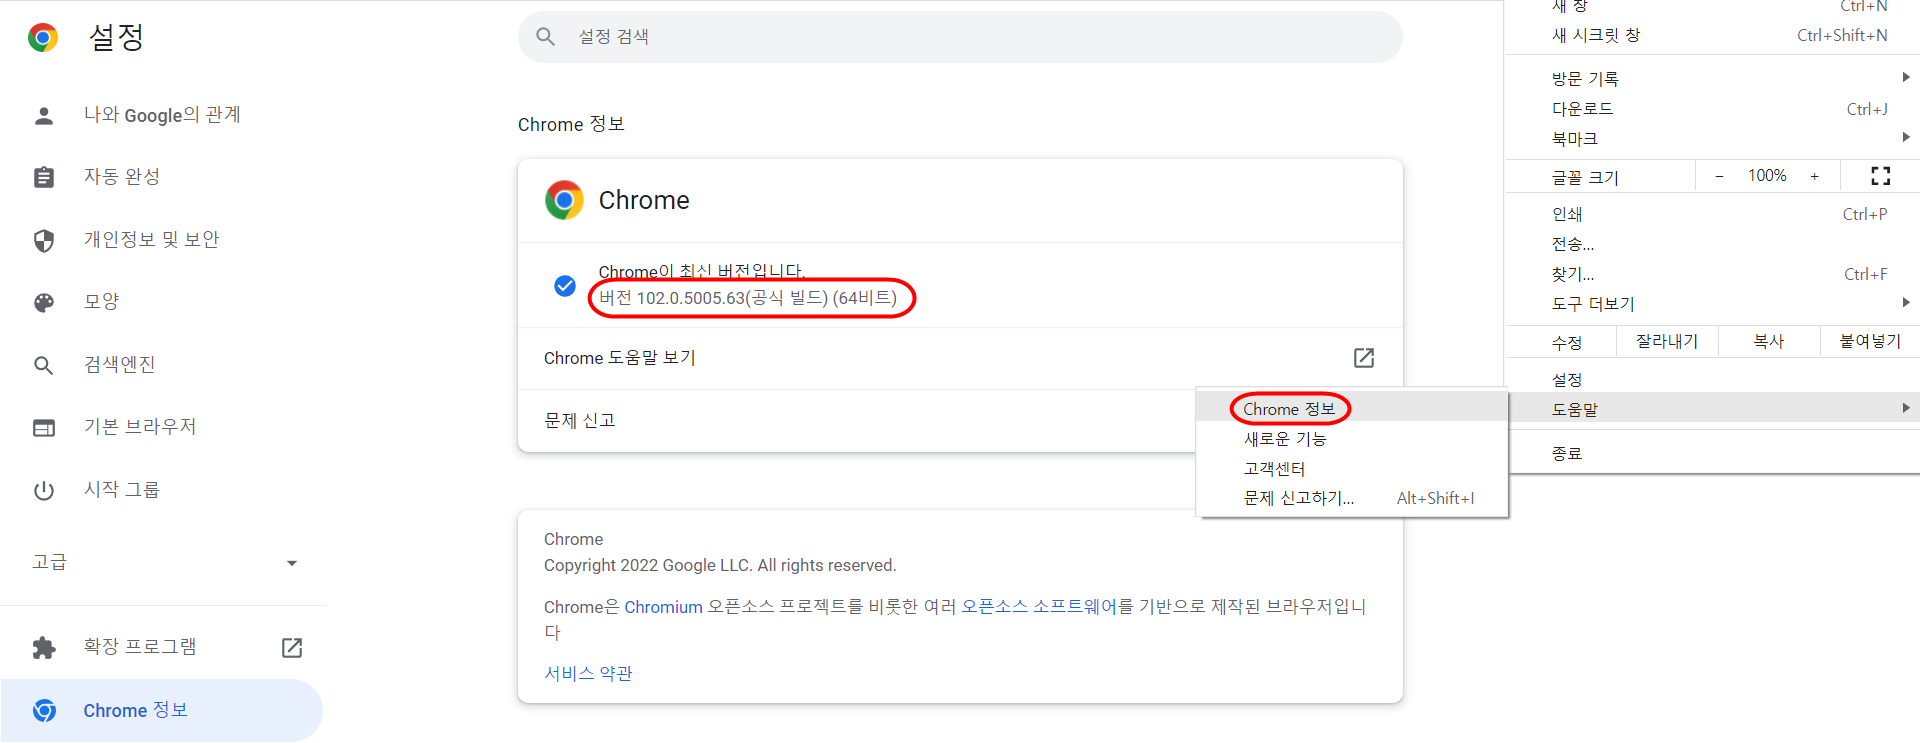 설정
나와 Google의 관계
자동 완성
개인정보 및 보안
모양
검색엔진
기본 브라우저
시작 그룹
고급
확장 프로그램
Chrome 정보
설정 검색
Chrome 정보
Chrome
Chrome이 최신 버전입니다.
버전 102.0.5005.63(공식 빌드) (64비트)
Chrome 도움말 보기
문제 신고
Chrome
Copyright 2022 Google LLC. All rights reserved.
Chrome은 Chromium 오픈소스 프로젝트를 비롯한 여러 오픈소스 소프트웨어를 기반으로 제작된 브라우저입니
다
서비스 약관
Chrome 정보
새로운 기능
고객센터
문제 신고하기... Alt+Shift+I
새 창 Ctrl+N
새 시크릿 창 Ctrl+Shift+N
방문 기록
다운로드 Ctrl+J
북마크
글꼴 크기 − 100% +
인쇄 Ctrl+P
전송...
찾기... Ctrl+F
도구 더보기
수정 잘라내기 복사 붙여넣기
설정
도움말
종료